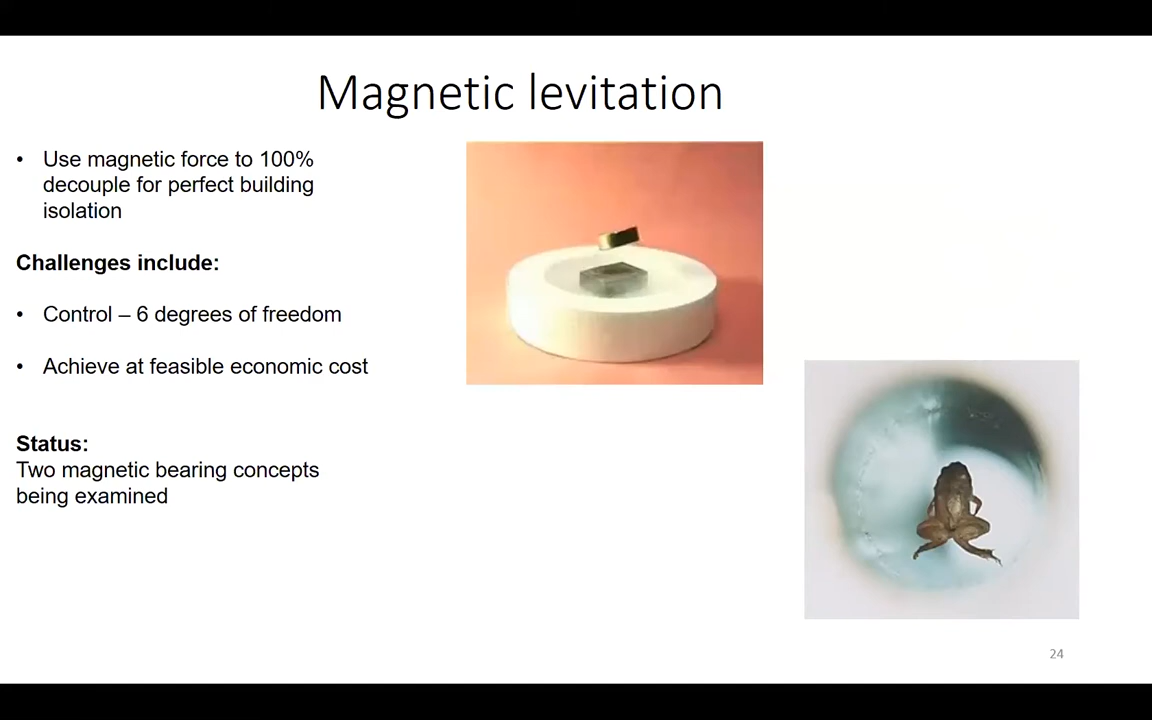 Magnetic levitation
• Use magnetic force to 100%
decouple for perfect building
isolation
Challenges include:
• Control – 6 degrees of freedom
• Achieve at feasible economic cost
Status:
Two magnetic bearing concepts
being examined
24